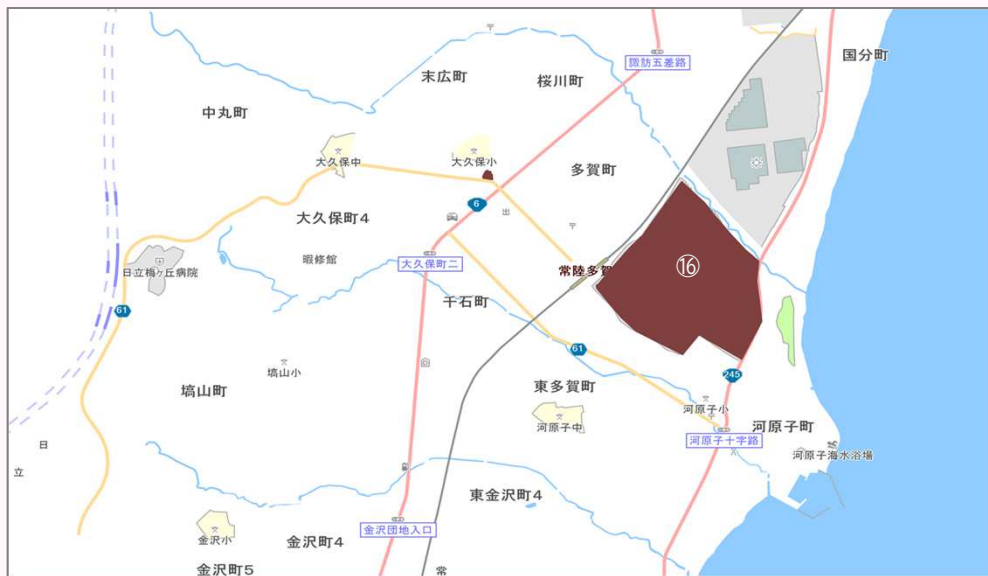 国分町
諏訪五差路
末広町
桜川町
中丸町
大久保中
大久保小
多賀町
6
大久保町4
暇修館
大久保町二
常陸多賀
⑯
日立梅ヶ丘病院
干石町
61
61
245
塙山小
塙山町
東多賀町
河原子小
河原子中
河原子町
河原子十字路
河原子海水浴場
日
立
東金沢町4
金沢団地入口
金沢小
金沢町4
金沢町5
常